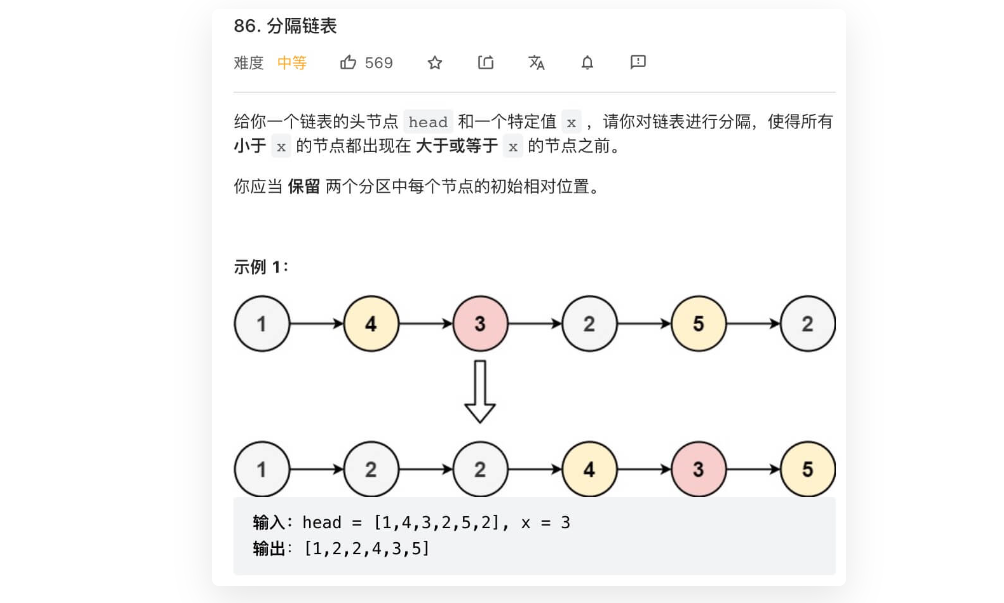 86. 分隔链表
难度 中等 569
给你一个链表的头节点 head 和一个特定值 x ，请你对链表进行分隔，使得所有
小于 x 的节点都出现在 大于或等于 x 的节点之前。
你应当 保留 两个分区中每个节点的初始相对位置。
示例 1：
1 4 3 2 5 2
1 2 2 4 3 5
输入：head = [1,4,3,2,5,2], x = 3
输出：[1,2,2,4,3,5]